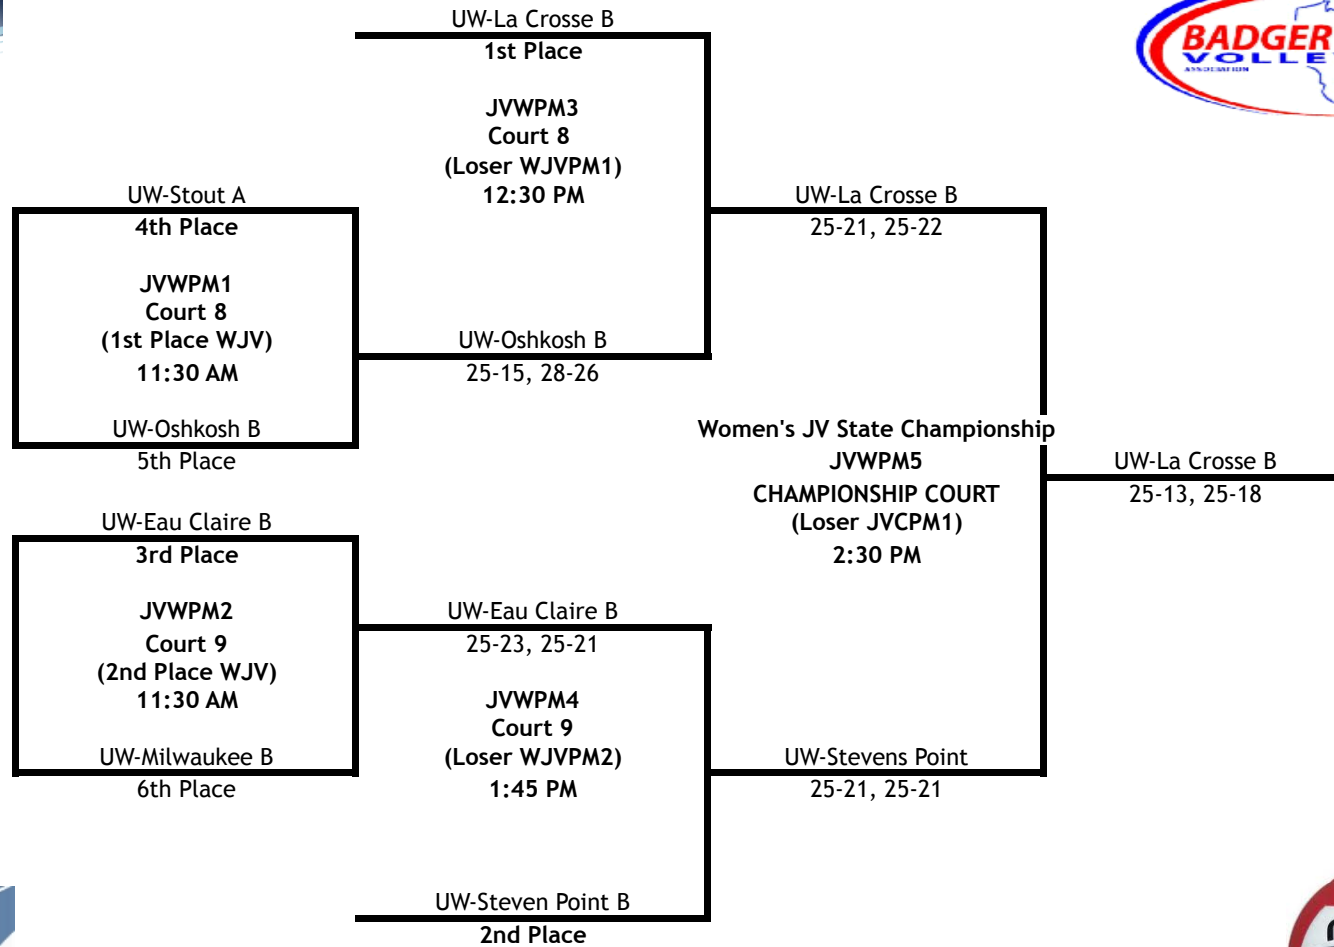 UW-La Crosse B
1st Place
JVWPM3
Court 8
(Loser WJVPM1)
12:30 PM
BADGER
ASSOCIATION
UW-Stout A
4th Place
JVWPM1
Court 8
(1st Place WJV)
11:30 AM
UW-Oshkosh B
5th Place
UW-Oshkosh B
25-15, 28-26
UW-La Crosse B
25-21, 25-22
Women's JV State Championship
JVWPM5
CHAMPIONSHIP COURT
(Loser JVCPM1)
2:30 PM
UW-La Crosse B
25-13, 25-18
UW-Eau Claire B
3rd Place
JVWPM2
Court 9
(2nd Place WJV)
11:30 AM
UW-Milwaukee B
6th Place
UW-Eau Claire B
25-23, 25-21
JVWPM4
Court 9
(Loser WJVPM2)
1:45 PM
UW-Stevens Point
25-21, 25-21
UW-Steven Point B
2nd Place